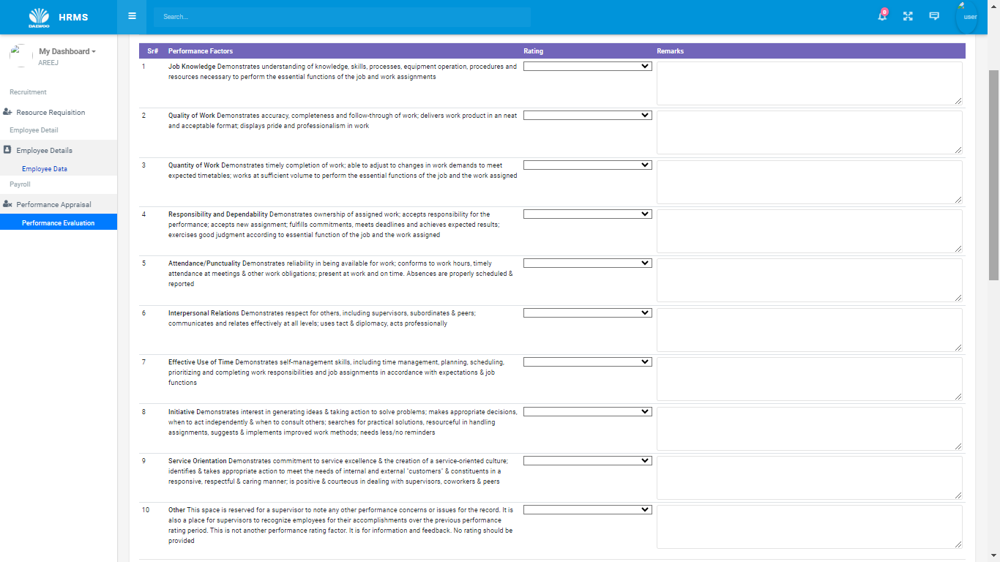 DAEWOO
HRMS
Search...
0
user
My Dashboard
AREEJ
Recruitment
Resource Requisition
Employee Detail
Employee Details
Employee Data
Payroll
Performance Appraisal
Performance Evaluation
Sr# Performance Factors Rating Remarks
1 Job Knowledge Demonstrates understanding of knowledge, skills, processes, equipment operation, procedures and
resources necessary to perform the essential functions of the job and work assignments
2 Quality of Work Demonstrates accuracy, completeness and follow-through of work; delivers work product in an neat
and acceptable format; displays pride and professionalism in work
3 Quantity of Work Demonstrates timely completion of work; able to adjust to changes in work demands to meet
expected timetables; works at sufficient volume to perform the essential functions of the job and the work assigned
4 Responsibility and Dependability Demonstrates ownership of assigned work; accepts responsibility for the
performance; accepts new assignment; fulfills commitments, meets deadlines and achieves expected results;
exercises good judgment according to essential function of the job and the work assigned
5 Attendance/Punctuality Demonstrates reliability in being available for work; conforms to work hours, timely
attendance at meetings & other work obligations; present at work and on time. Absences are properly scheduled &
reported
6 Interpersonal Relations Demonstrates respect for others, including supervisors, subordinates & peers;
communicates and relates effectively at all levels; uses tact & diplomacy, acts professionally
7 Effective Use of Time Demonstrates self-management skills, including time management, planning, scheduling,
prioritizing and completing work responsibilities and job assignments in accordance with expectations & job
functions
8 Initiative Demonstrates interest in generating ideas & taking action to solve problems; makes appropriate decisions,
when to act independently & when to consult others; searches for practical solutions, resourceful in handling
assignments, suggests & implements improved work methods; needs less/no reminders
9 Service Orientation Demonstrates commitment to service excellence & the creation of a service-oriented culture;
identifies & takes appropriate action to meet the needs of internal and external "customers" & constituents in a
responsive, respectful & caring manner; is positive & courteous in dealing with supervisors, coworkers & peers
10 Other This space is reserved for a supervisor to note any other performance concerns or issues for the record. It is
also a place for supervisors to recognize employees for their accomplishments over the previous performance
rating period. This is not another performance rating factor. It is for information and feedback. No rating should be
provided